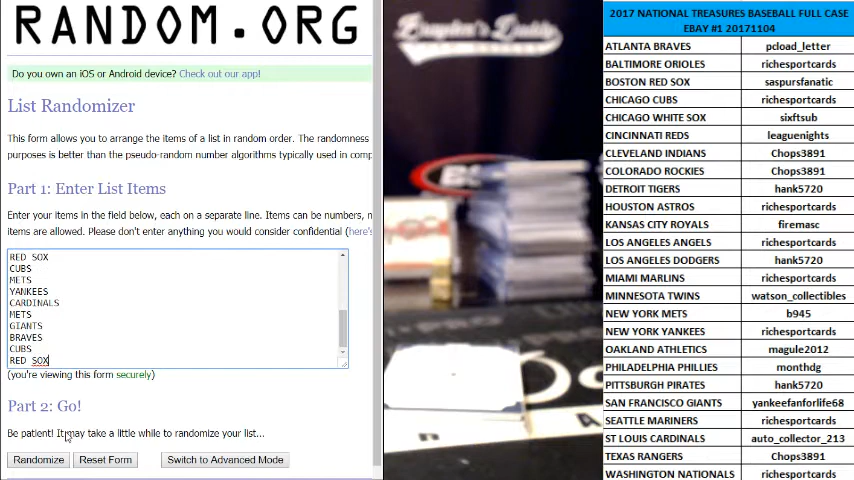 RANDOM.ORG
Do you own an iOS or Android device? Check out our app!
List Randomizer
This form allows you to arrange the items of a list in random order. The randomness
purposes is better than the pseudo-random number algorithms typically used in comp
Part 1: Enter List Items
Enter your items in the field below, each on a separate line. Items can be numbers, n
items are allowed. Please don't enter anything you would consider confidential (here's
RED SOX
CUBS
METS
YANKEES
CARDINALS
METS
GIANTS
BRAVES
CUBS
RED SOX
(you're viewing this form securely)
Part 2: Go!
Be patient! It may take a little while to randomize your list...
Randomize Reset Form Switch to Advanced Mode
Brayden's Daddy
2017 NATIONAL TREASURES BASEBALL FULL CASE
EBAY #1 20171104
ATLANTA BRAVES pcload_letter
BALTIMORE ORIOLES richesportcards
BOSTON RED SOX saspursfanatic
CHICAGO CUBS richesportcards
CHICAGO WHITE SOX sixftsub
CINCINNATI REDS leaguenights
CLEVELAND INDIANS Chops3891
COLORADO ROCKIES Chops3891
DETROIT TIGERS hank5720
HOUSTON ASTROS richesportcards
KANSAS CITY ROYALS firemasc
LOS ANGELES ANGELS richesportcards
LOS ANGELES DODGERS hank5720
MIAMI MARLINS richesportcards
MINNESOTA TWINS watson_collectibles
NEW YORK METS b945
NEW YORK YANKEES richesportcards
OAKLAND ATHLETICS magule2012
PHILADELPHIA PHILLIES monthdg
PITTSBURGH PIRATES hank5720
SAN FRANCISCO GIANTS yankeefanforlife68
SEATTLE MARINERS richesportcards
ST LOUIS CARDINALS auto_collector_213
TEXAS RANGERS Chops3891
WASHINGTON NATIONALS richesportcards